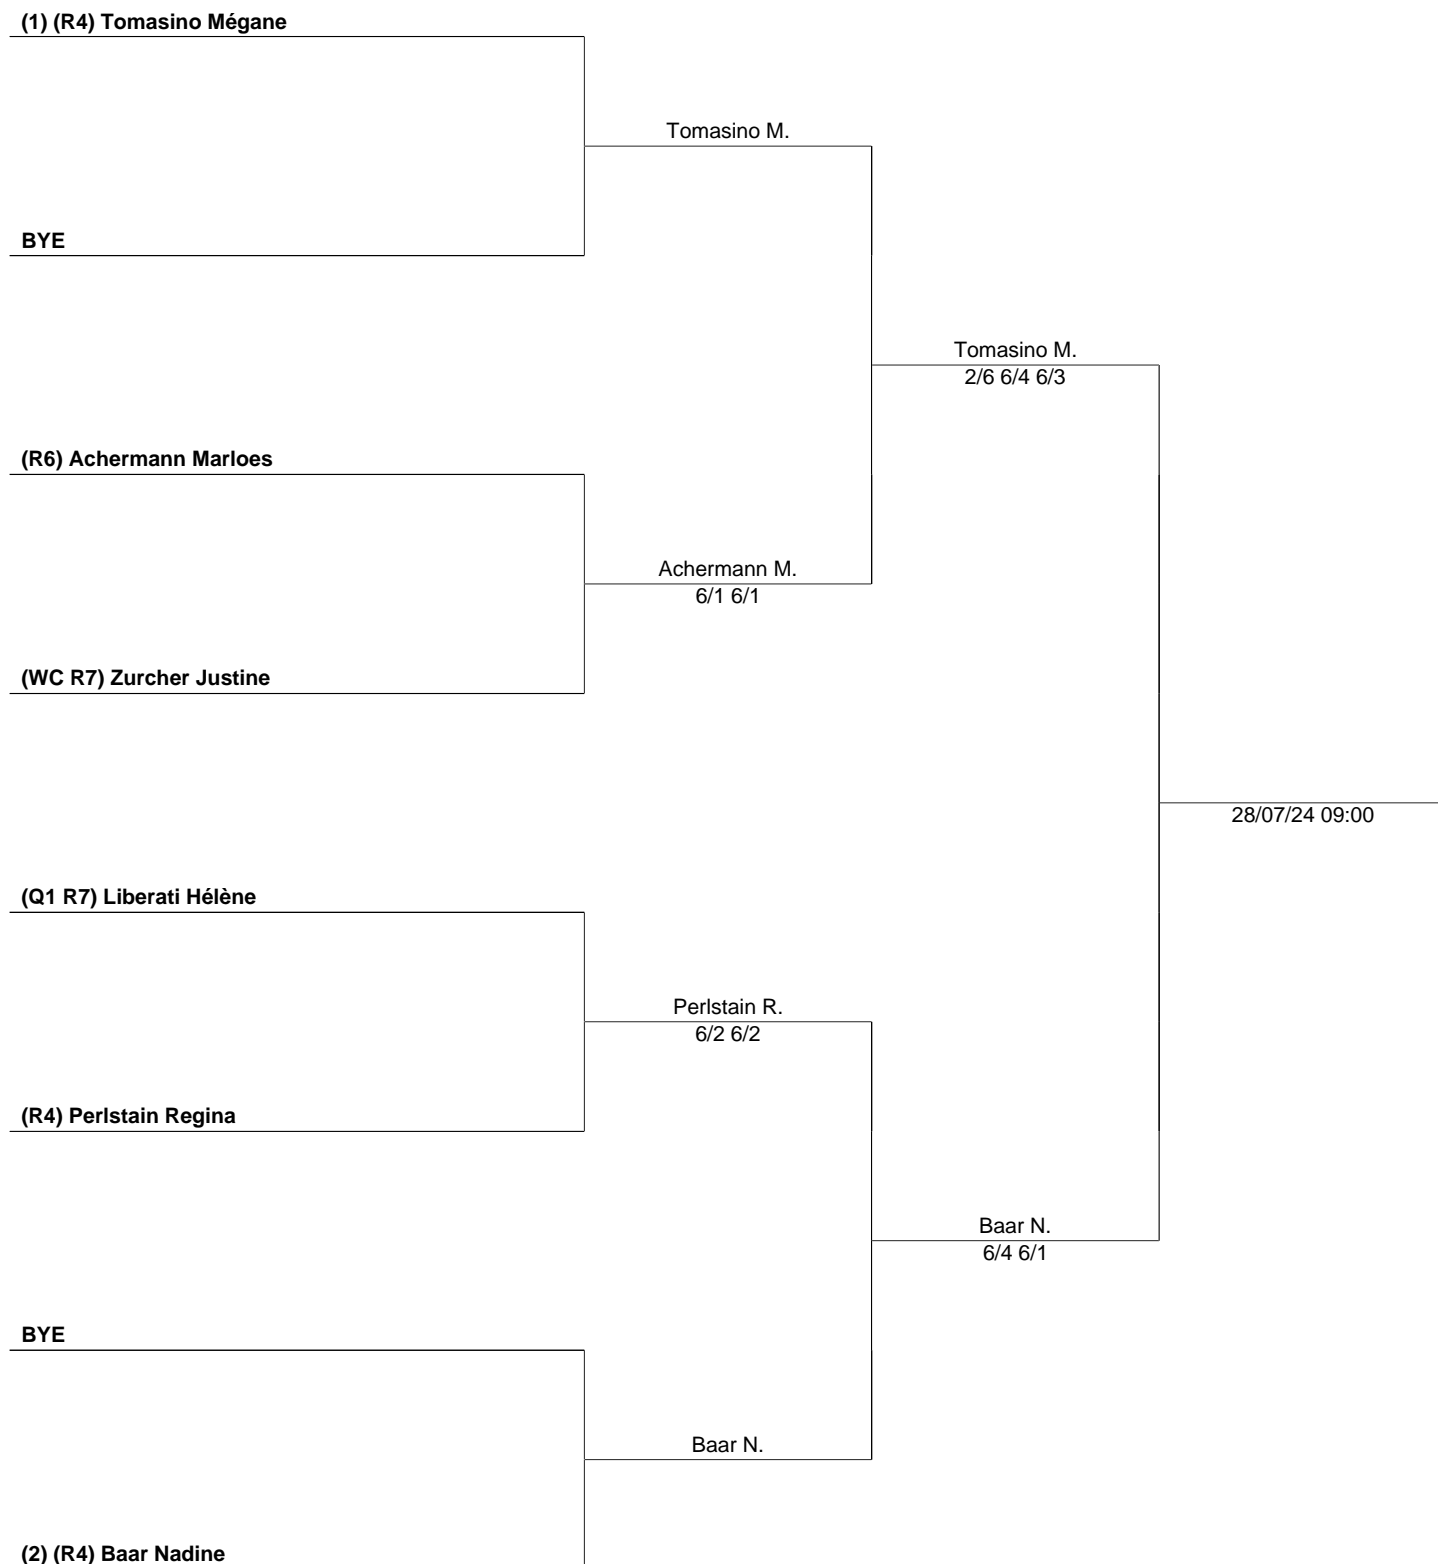 (1) (R4) Tomasino Mégane
Tomasino M.
BYE
Tomasino M.
2/6 6/4 6/3
(R6) Achermann Marloes
Achermann M.
6/1 6/1
(WC R7) Zurcher Justine
28/07/24 09:00
(Q1 R7) Liberati Hélène
Perlstain R.
6/2 6/2
(R4) Perlstain Regina
Baar N.
6/4 6/1
BYE
Baar N.
(2) (R4) Baar Nadine